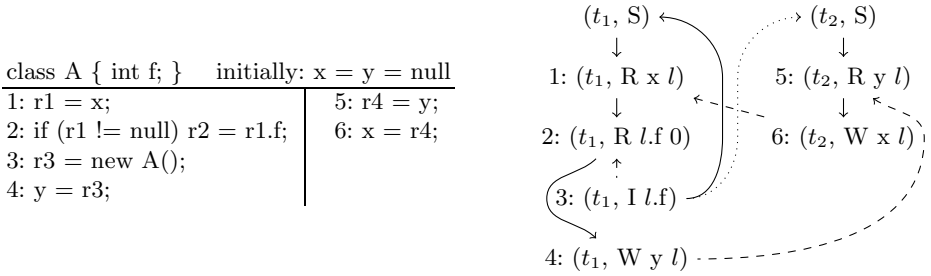 class A { int f; } initially: x = y = null
1: r1 = x; 5: r4 = y;
2: if (r1 != null) r2 = r1.f; 6: x = r4;
3: r3 = new A();
4: y = r3;
(t1, S) (t2, S)
1: (t1, R x l) 5: (t2, R y l)
2: (t1, R l.f 0) 6: (t2, W x l)
3: (t1, I l.f)
4: (t1, W y l)